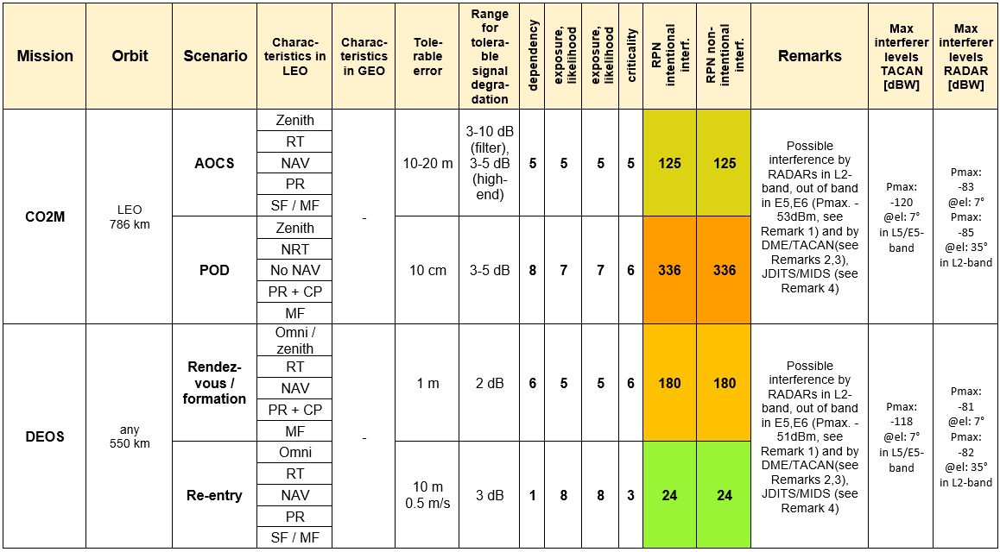 Mission
Orbit
Scenario
Charac-
teristics in
LEO
Charac-
teristics
in GEO
Tole-
rable
error
Range
for
tolera-
ble
signal
degra-
dation
dependency
exposure,
likelihood
exposure,
likelihood
criticality
RPN
intentional
interf.
RPN non-
intentional
interf.
Remarks
Max
interferer
levels
TACAN
[dBW]
Max
interferer
levels
RADAR
[dBW]
CO2M
LEO
786 km
AOCS
Zenith
RT
NAV
PR
SF / MF
-
10-20 m
3-10 dB
(filter),
3-5 dB
(high-
end)
5
5
5
5
125
125
Possible
interference by
RADARs in L2-
band, out of band
in E5,E6 (Pmax. -
53dBm, see
Remark 1) and by
DME/TACAN(see
Remarks 2,3),
JDITS/MIDS (see
Remark 4)
Pmax:
-120
@el: 7°
in L5/E5-
band
Pmax:
-83
@el: 7°
Pmax:
-85
@el: 35°
in L2-band
POD
Zenith
NRT
No NAV
PR + CP
MF
10 cm
3-5 dB
8
7
7
6
336
336
DEOS
any
550 km
Rendez-
vous /
formation
Omni /
zenith
RT
NAV
PR + CP
MF
-
1 m
2 dB
6
5
5
6
180
180
Possible
interference by
RADARs in L2-
band, out of band
in E5,E6 (Pmax. -
51dBm, see
Remark 1) and by
DME/TACAN(see
Remarks 2,3),
JDITS/MIDS (see
Remark 4)
Pmax:
-118
@el: 7°
in L5/E5-
band
Pmax:
-81
@el: 7°
Pmax:
-82
@el: 35°
in L2-band
Re-entry
Omni
RT
NAV
PR
SF / MF
10 m
0.5 m/s
3 dB
1
8
8
3
24
24